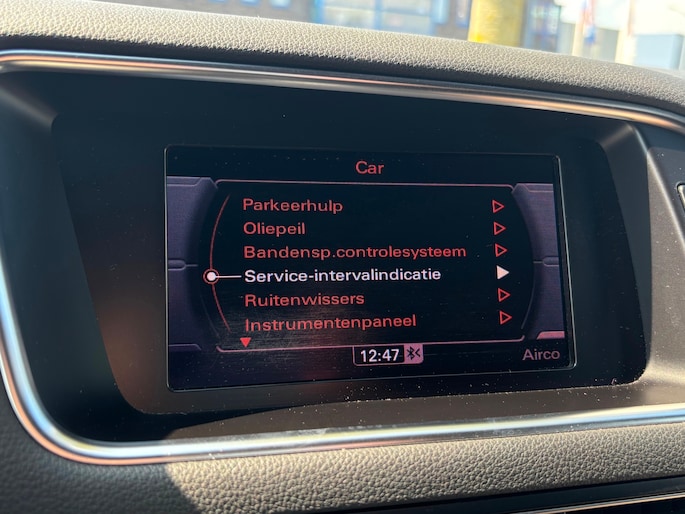 Car
Parkeerhulp
Oliepeil
Bandensp.controlesysteem
Service-intervalindicatie
Ruitenwissers
Instrumentenpaneel
12:47
Airco